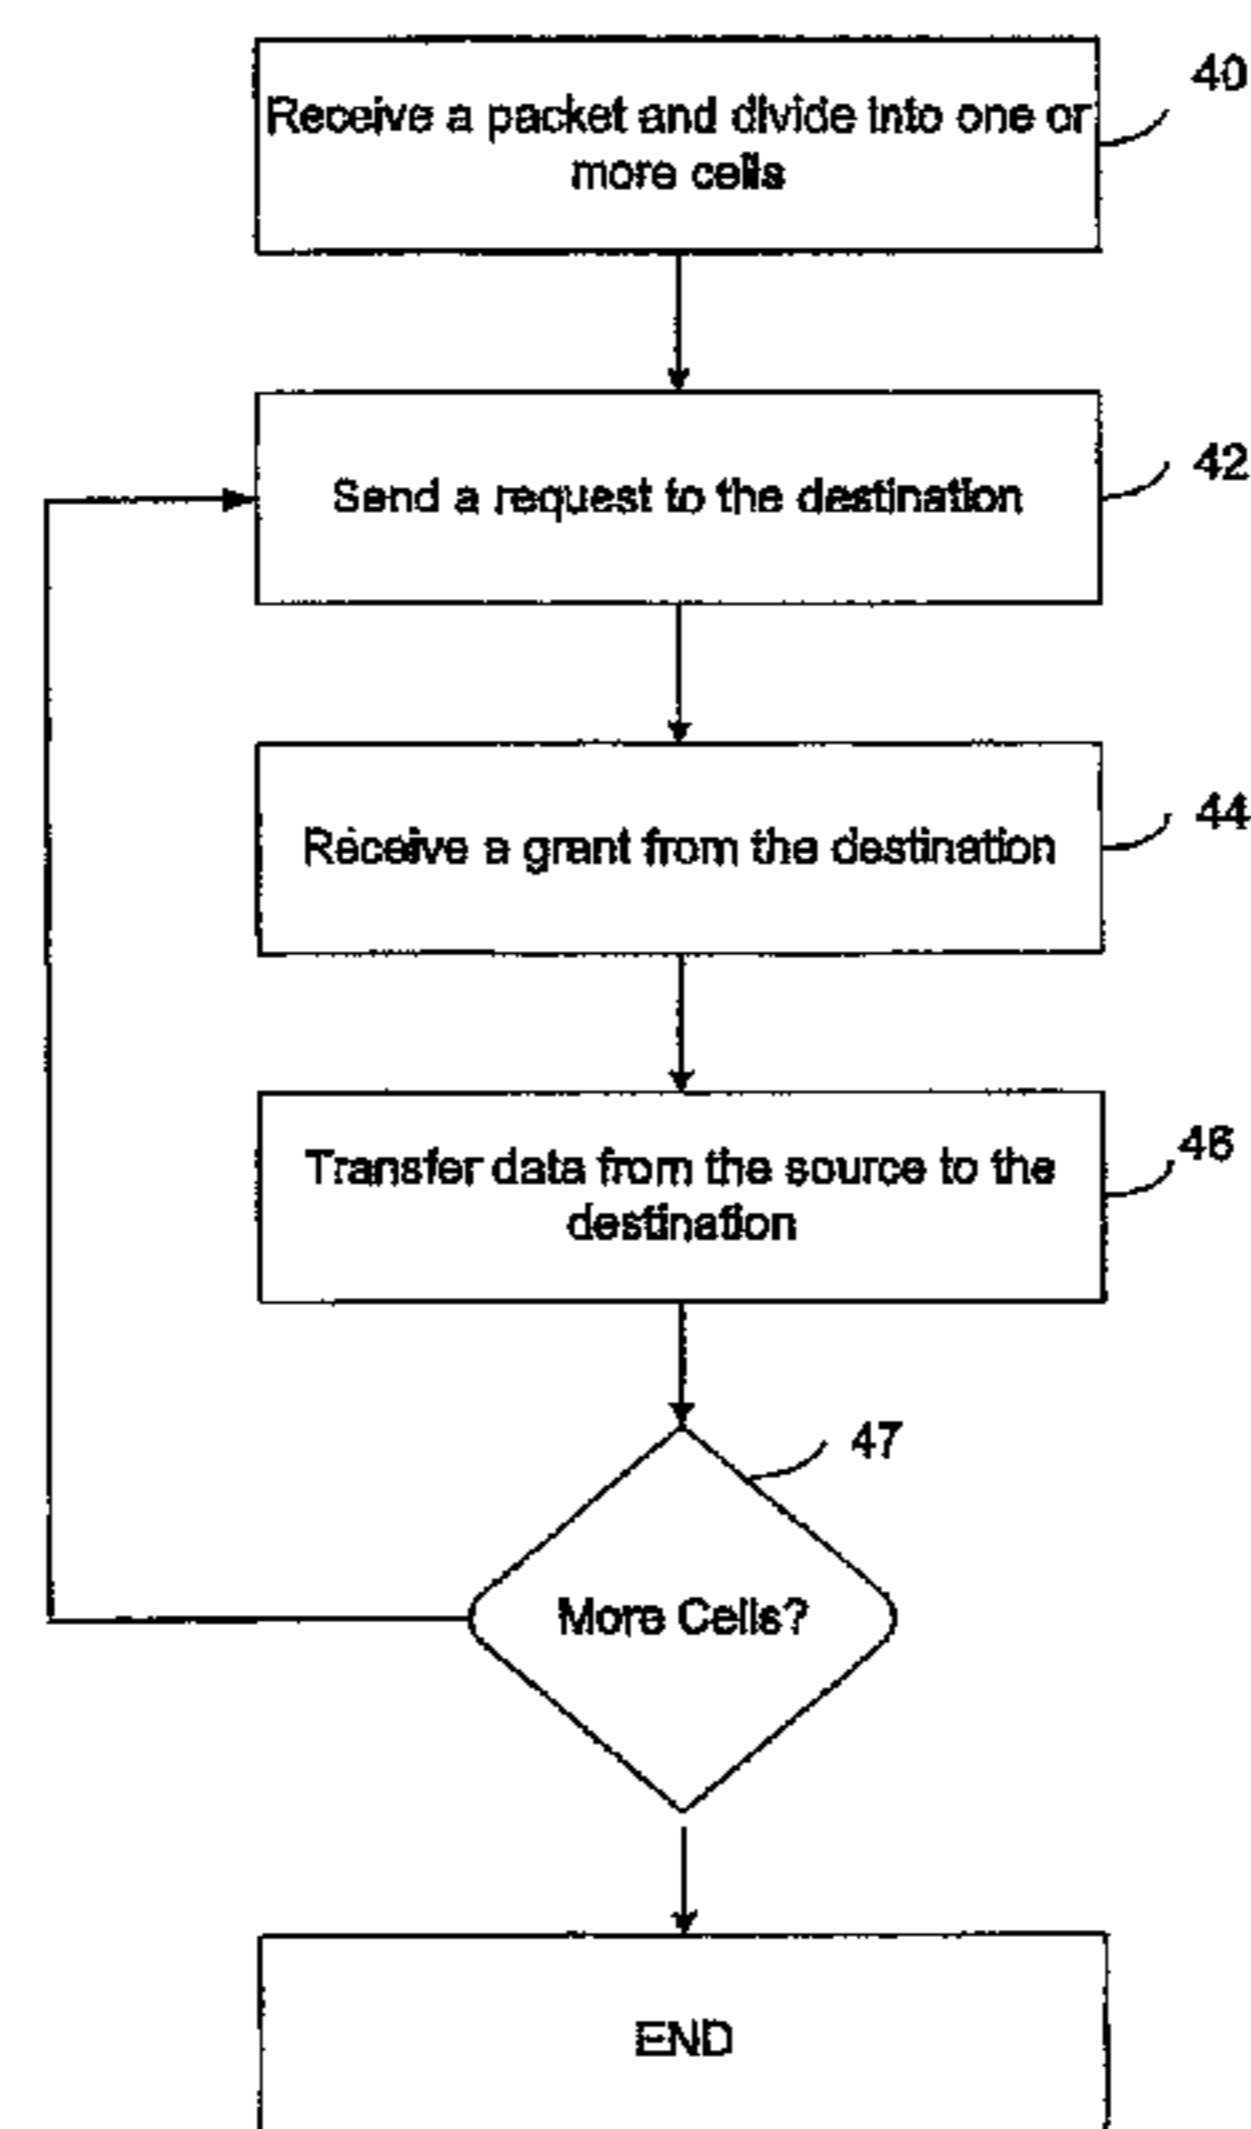 Receive a packet and divide into one or
more cells
40
Send a request to the destination
42
Receive a grant from the destination
44
Transfer data from the source to the
destination
46
47
More Cells?
END